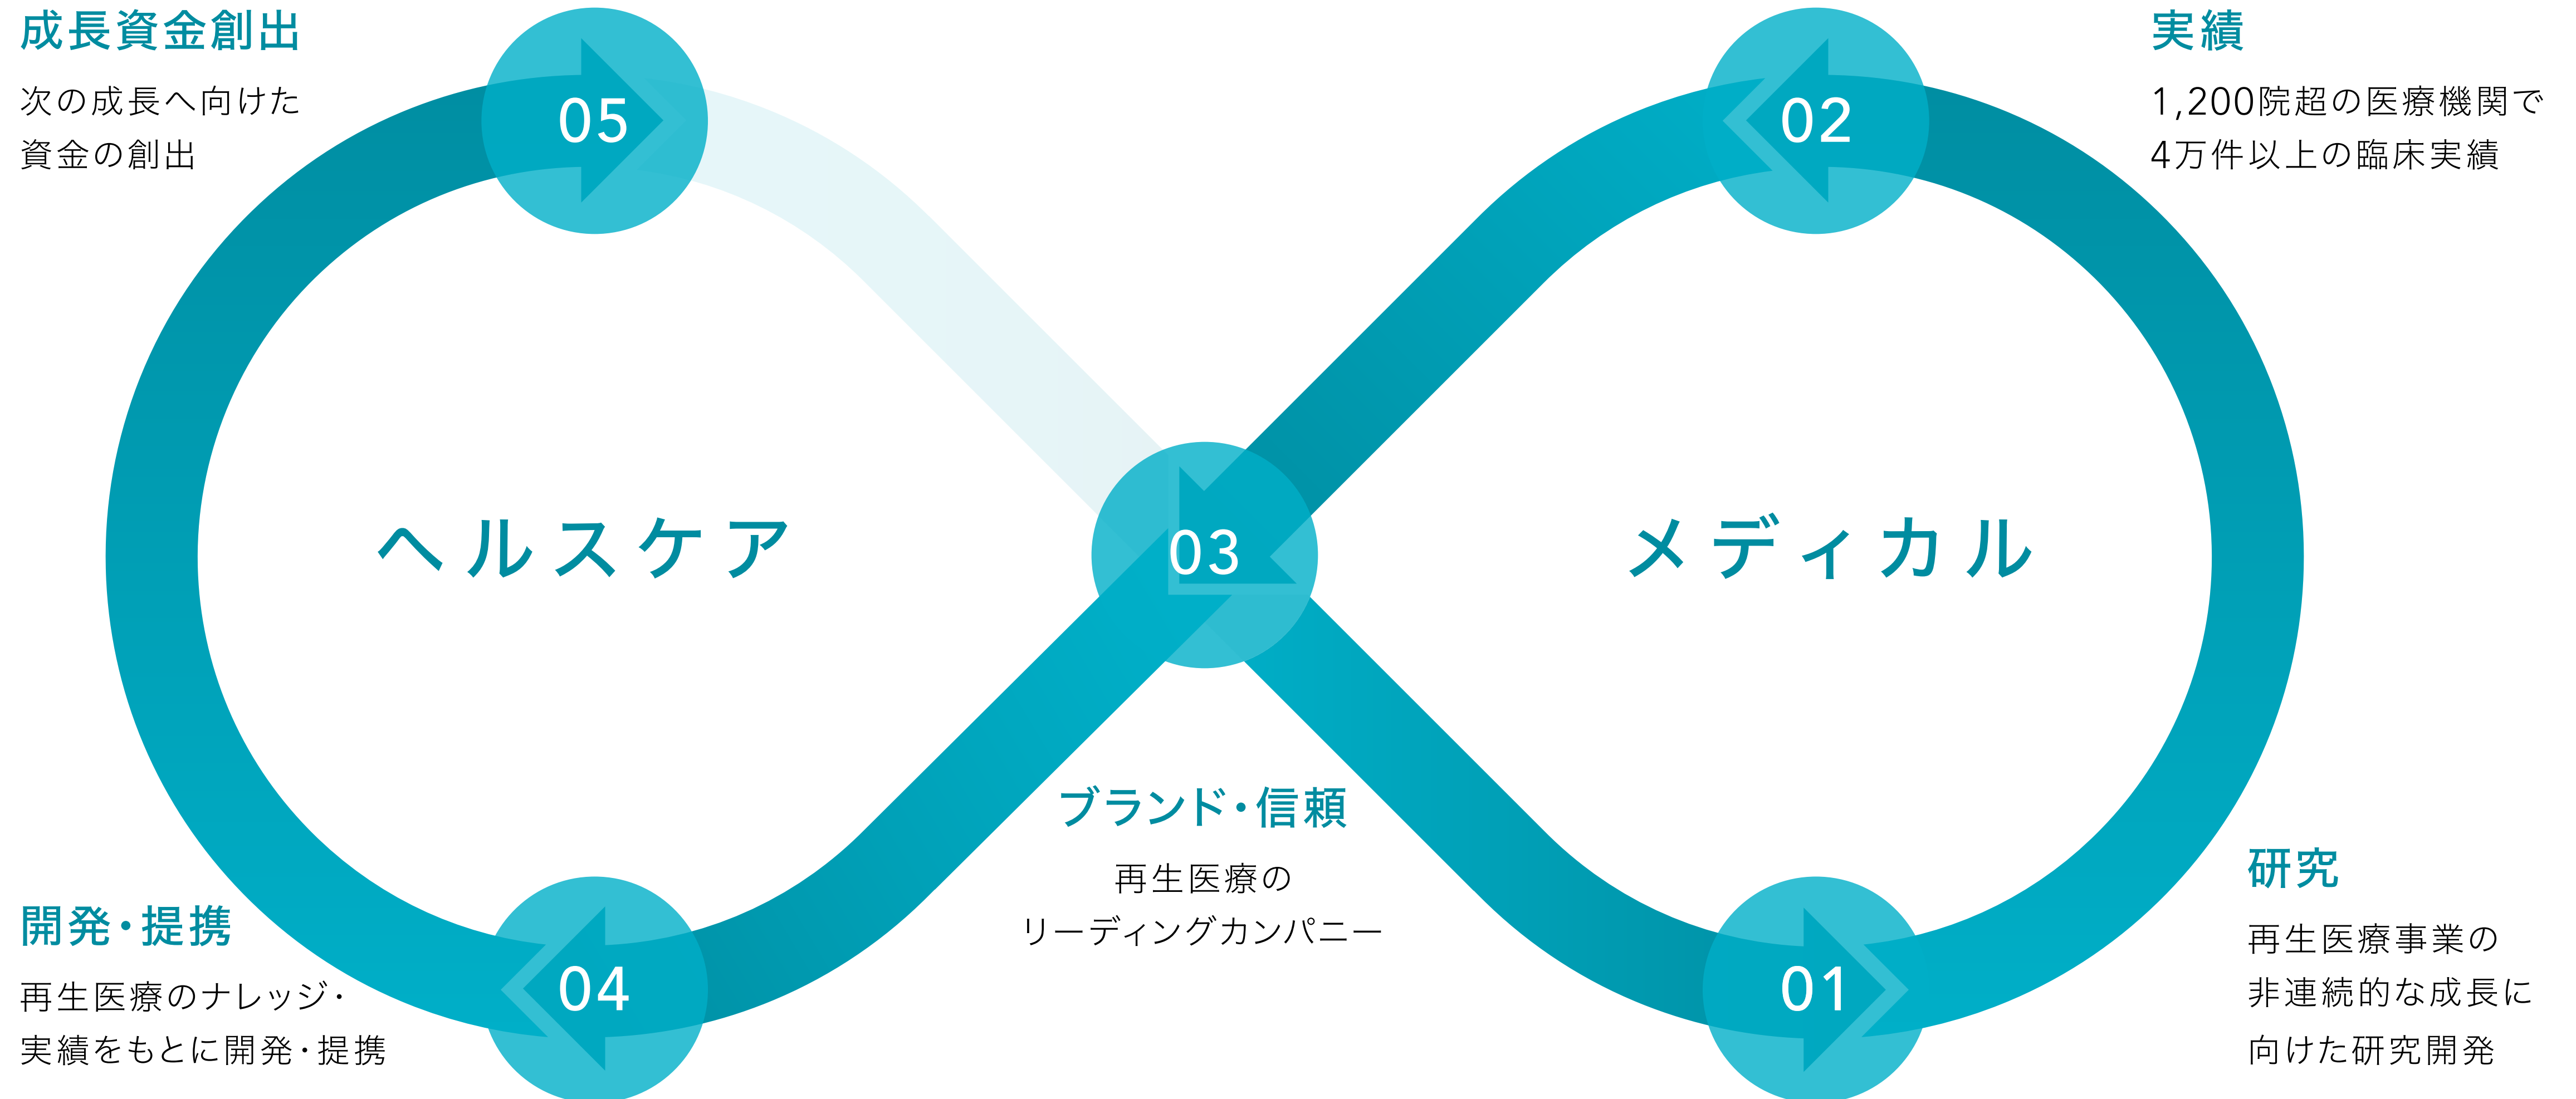 成長資金創出
次の成長へ向けた
資金の創出
05
02
実績
1,200院超の医療機関で
4万件以上の臨床実績
ヘルスケア
03
メディカル
ブランド・信頼
再生医療の
リーディングカンパニー
開発・提携
再生医療のナレッジ・
実績をもとに開発・提携
04
01
研究
再生医療事業の
非連続的な成長に
向けた研究開発